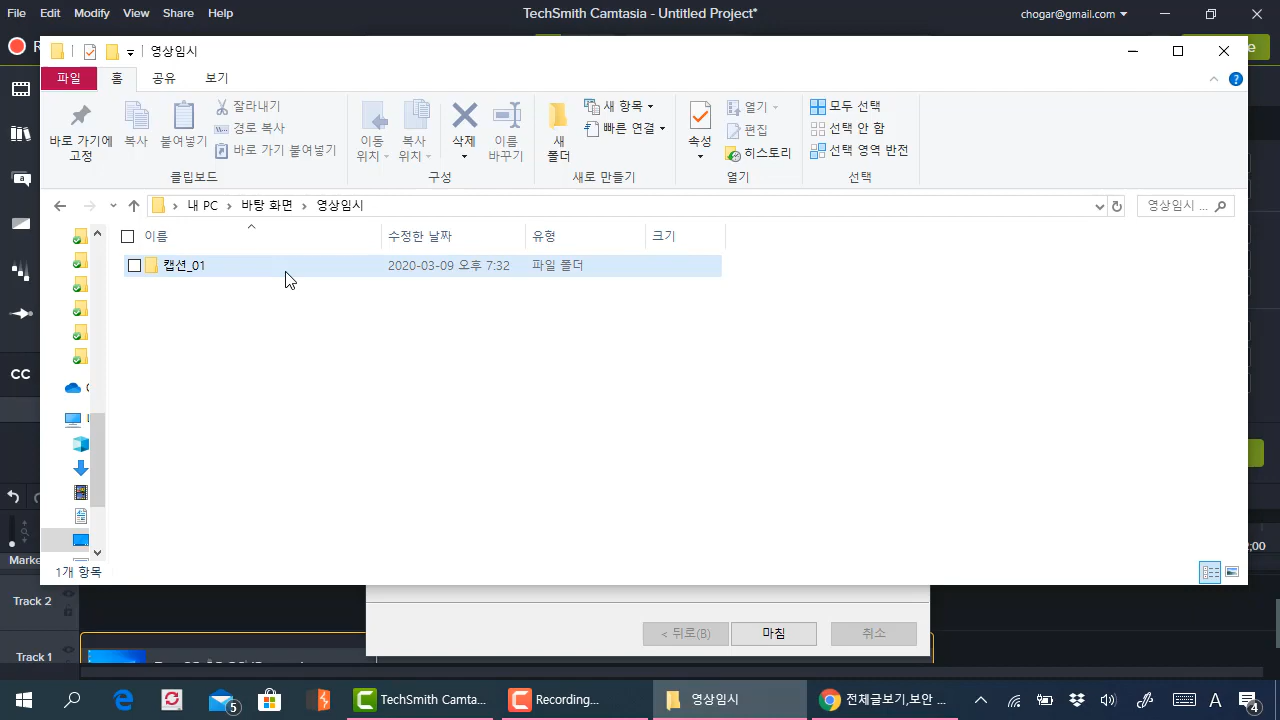 File Edit Modify View Share Help
TechSmith Camtasia - Untitled Project*
chogar@gmail.com
영상임시
파일 홈 공유 보기
바로 가기에 고정
복사
붙여넣기
잘라내기
경로 복사
바로 가기 붙여넣기
클립보드
이동 위치
복사 위치
삭제
이름 바꾸기
구성
새 폴더
새 항목
빠른 연결
새로 만들기
속성
열기
편집
히스토리
열기
모두 선택
선택 안 함
선택 영역 반전
선택
내 PC > 바탕 화면 > 영상임시
영상임시 ...
이름 수정한 날짜 유형 크기
캡션_01 2020-03-09 오후 7:32 파일 폴더
CC
1개 항목
Track 2
< 뒤로(B) 마침 취소
Track 1
TechSmith Camta... Recording... 영상임시 전체글보기,보안 ...
5
A
4